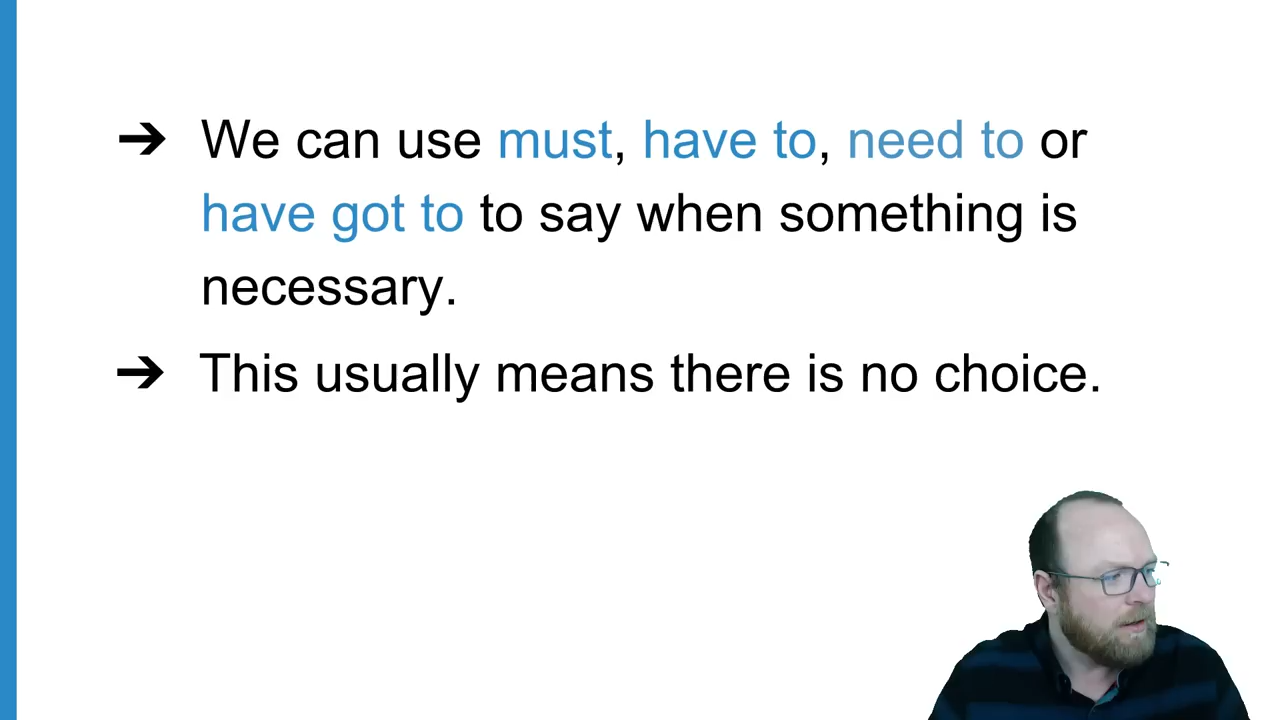 ➔ We can use must, have to, need to or
have got to to say when something is
necessary.
➔ This usually means there is no choice.